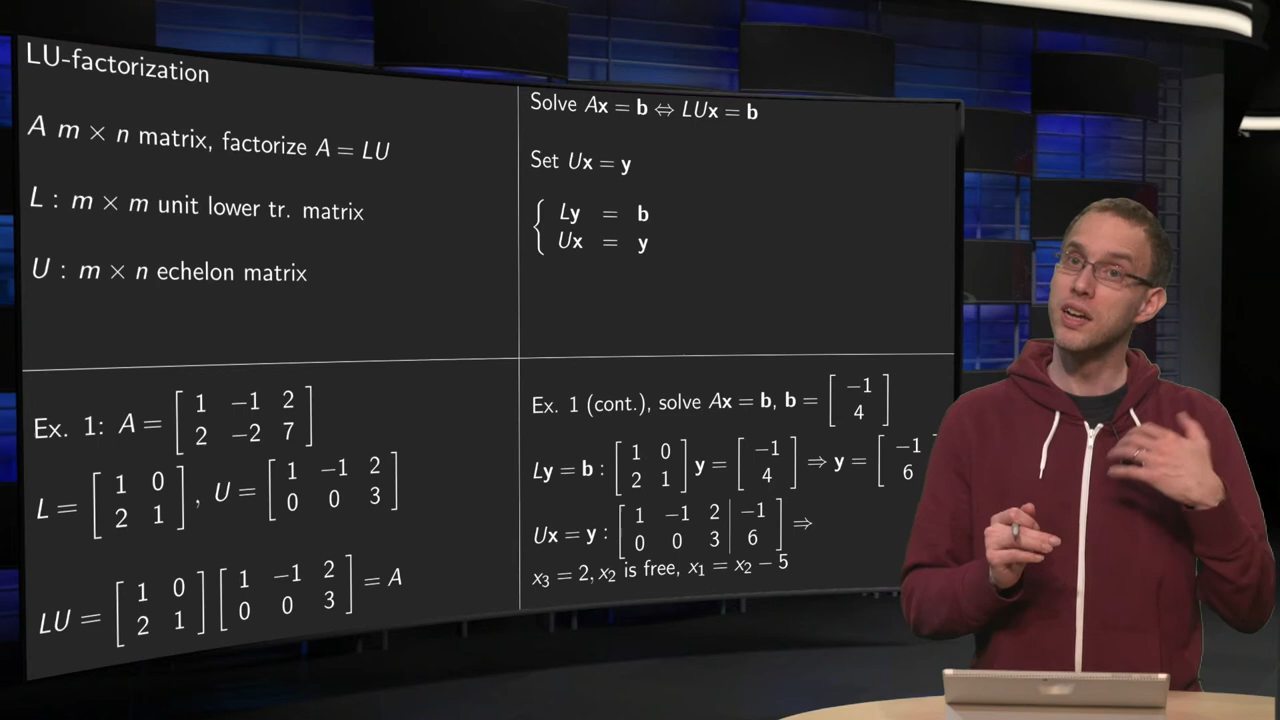 LU-factorization
A m × n matrix, factorize A = LU
L : m × m unit lower tr. matrix
U : m × n echelon matrix
Solve Ax = b ⇔ LUx = b
Set Ux = y
{ Ly = b
Ux = y
Ex. 1: A = [ 1 −1 2
2 −2 7 ]
L = [ 1 0
2 1 ] , U = [ 1 −1 2
0 0 3 ]
LU = [ 1 0
2 1 ] [ 1 −1 2
0 0 3 ] = A
Ex. 1 (cont.), solve Ax = b, b = [ −1
4 ]
Ly = b : [ 1 0
2 1 ] y = [ −1
4 ] ⇒ y = [ −1
6
Ux = y : [ 1 −1 2 | −1
0 0 3 | 6 ] ⇒
x₃ = 2, x₂ is free, x₁ = x₂ − 5